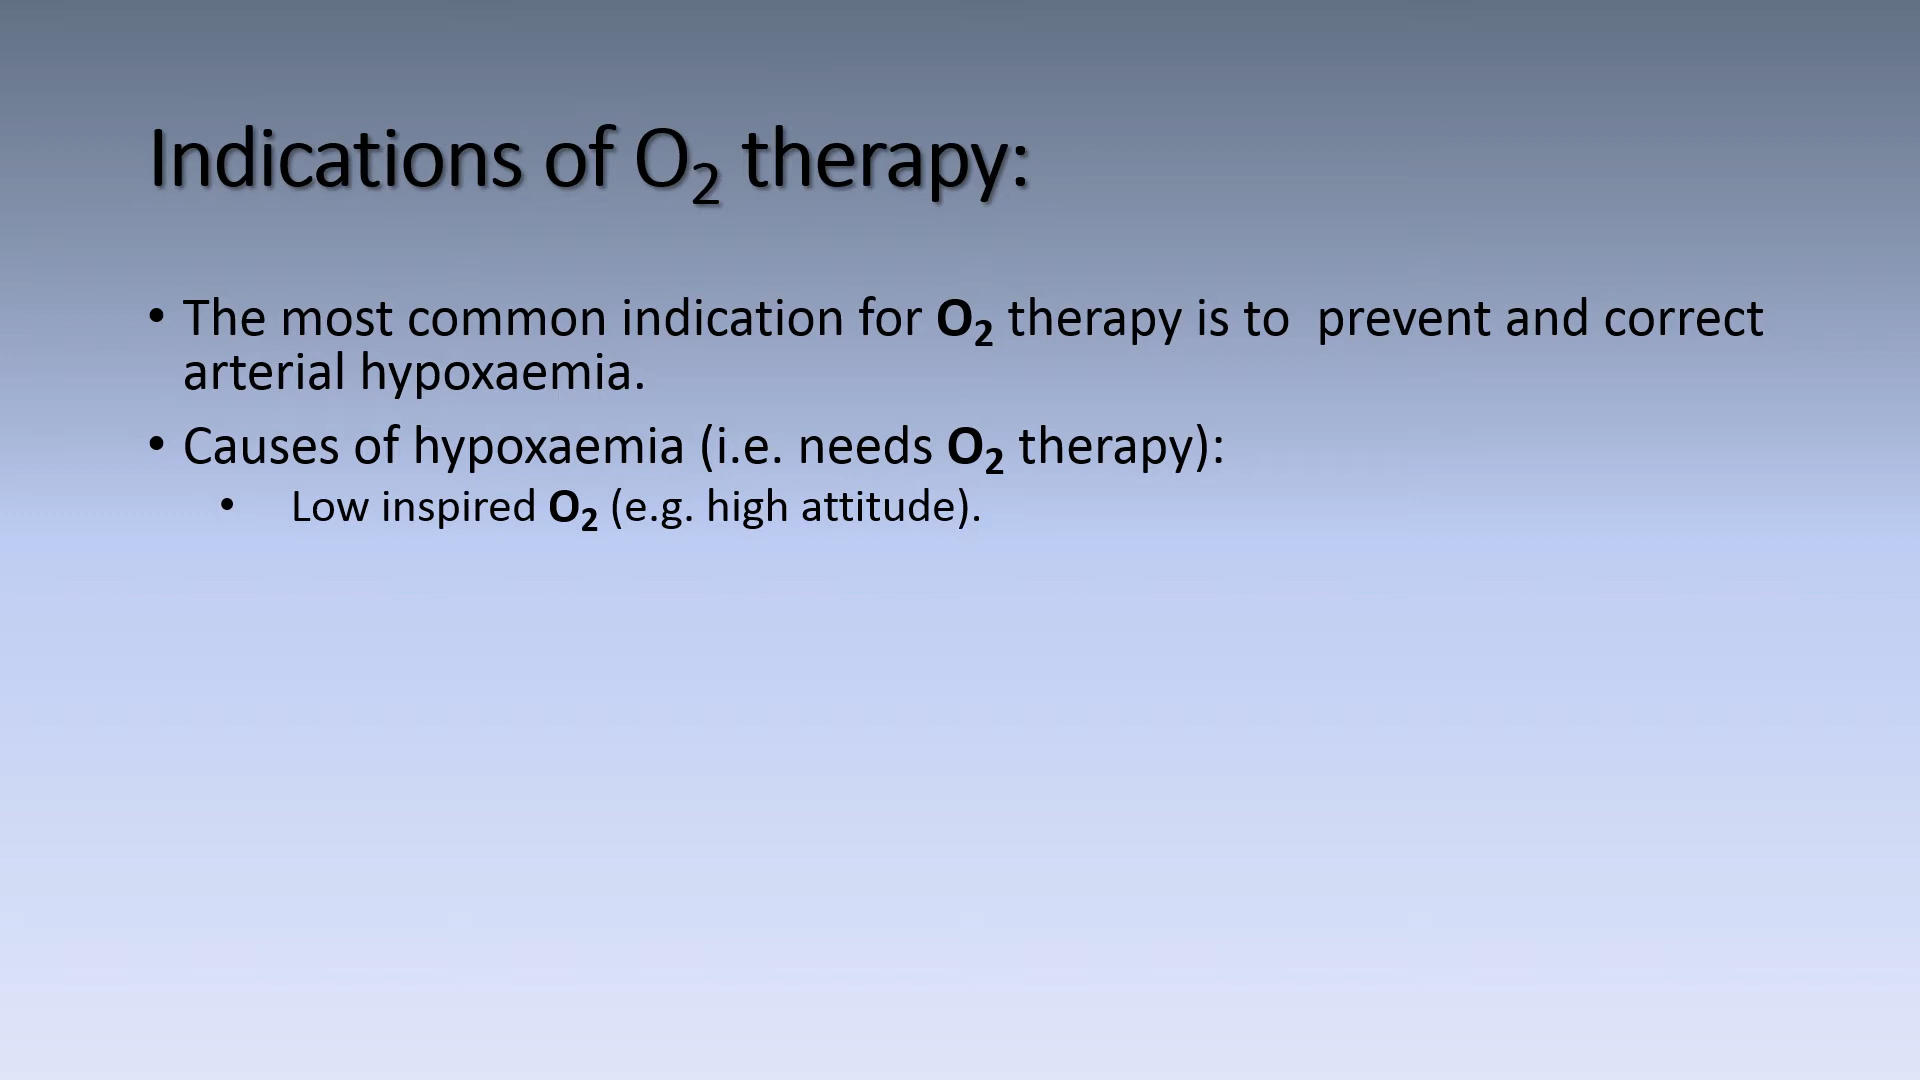 Indications of O₂ therapy:
• The most common indication for O₂ therapy is to  prevent and correct
arterial hypoxaemia.
• Causes of hypoxaemia (i.e. needs O₂ therapy):
• Low inspired O₂ (e.g. high attitude).